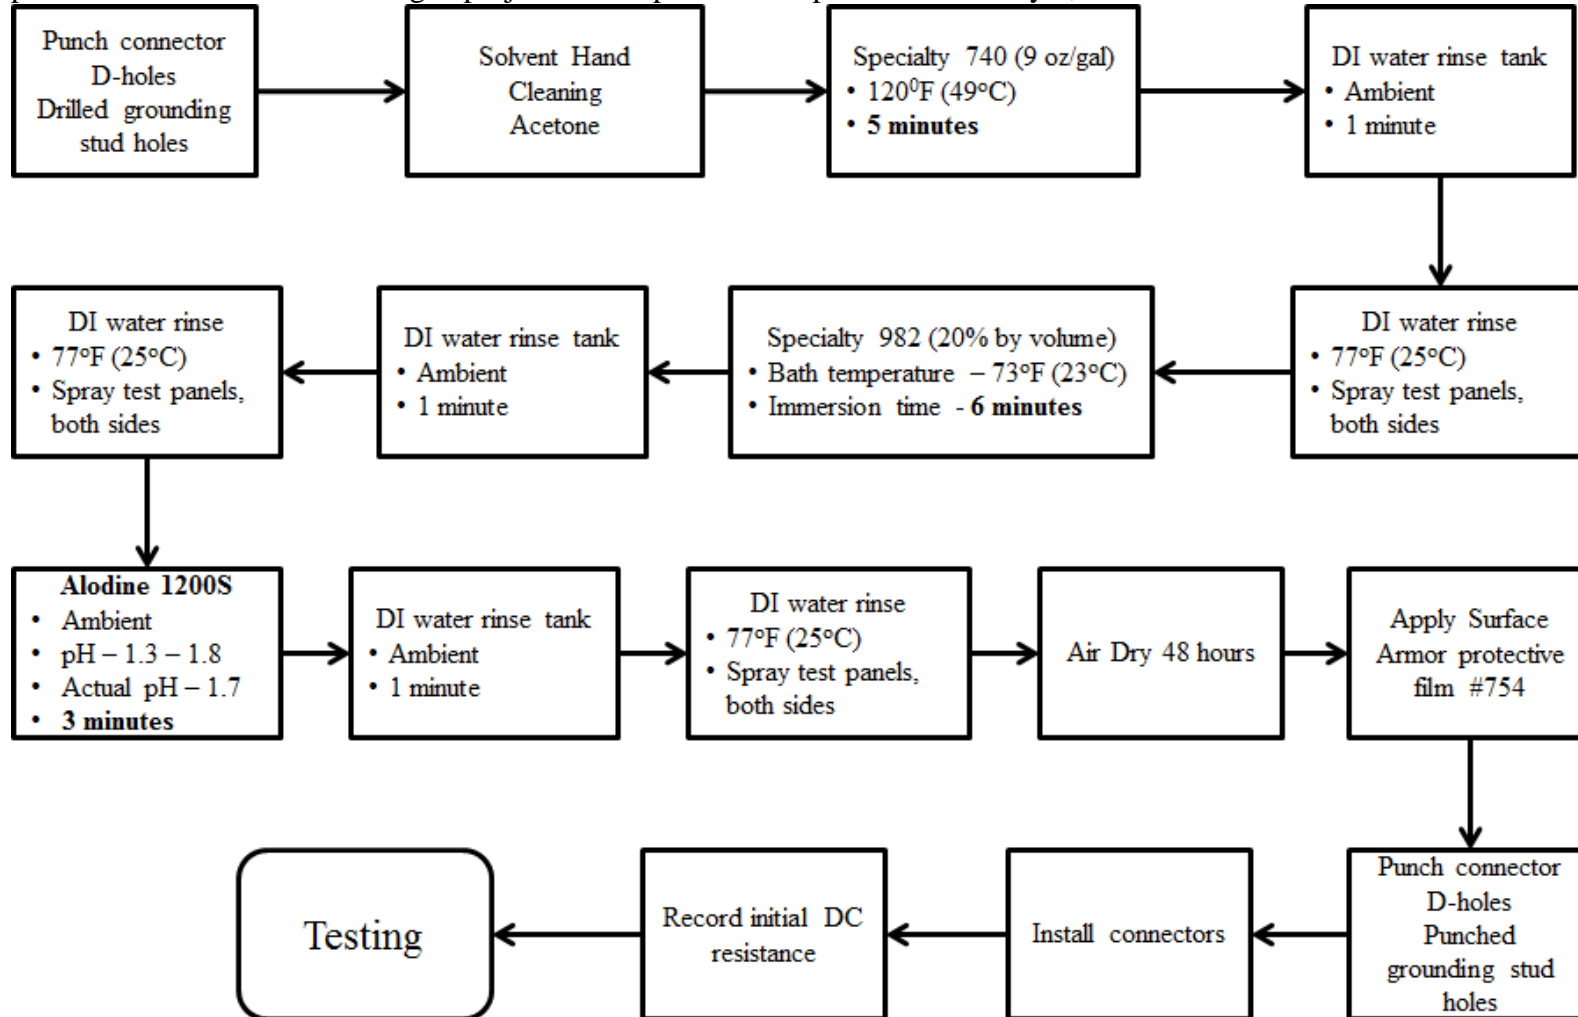 Punch connector
D-holes
Drilled grounding
stud holes
Solvent Hand
Cleaning
Acetone
Specialty 740 (9 oz/gal)
• 120⁰F (49°C)
• 5 minutes
DI water rinse tank
• Ambient
• 1 minute
DI water rinse
• 77°F (25°C)
• Spray test panels,
both sides
Specialty 982 (20% by volume)
• Bath temperature – 73°F (23°C)
• Immersion time - 6 minutes
DI water rinse tank
• Ambient
• 1 minute
DI water rinse
• 77°F (25°C)
• Spray test panels,
both sides
Alodine 1200S
• Ambient
• pH – 1.3 – 1.8
• Actual pH – 1.7
• 3 minutes
DI water rinse tank
• Ambient
• 1 minute
DI water rinse
• 77°F (25°C)
• Spray test panels,
both sides
Air Dry 48 hours
Apply Surface
Armor protective
film #754
Punch connector
D-holes
Punched
grounding stud
holes
Install connectors
Record initial DC
resistance
Testing